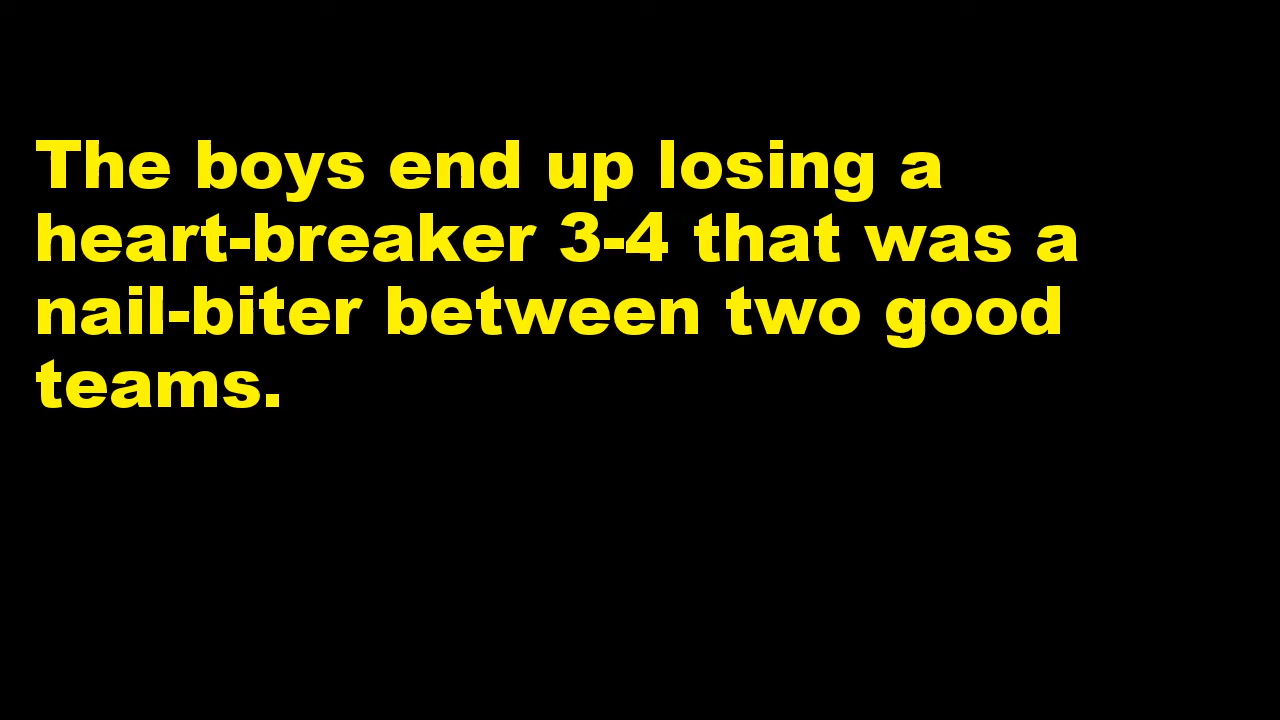 The boys end up losing a
heart-breaker 3-4 that was a
nail-biter between two good
teams.